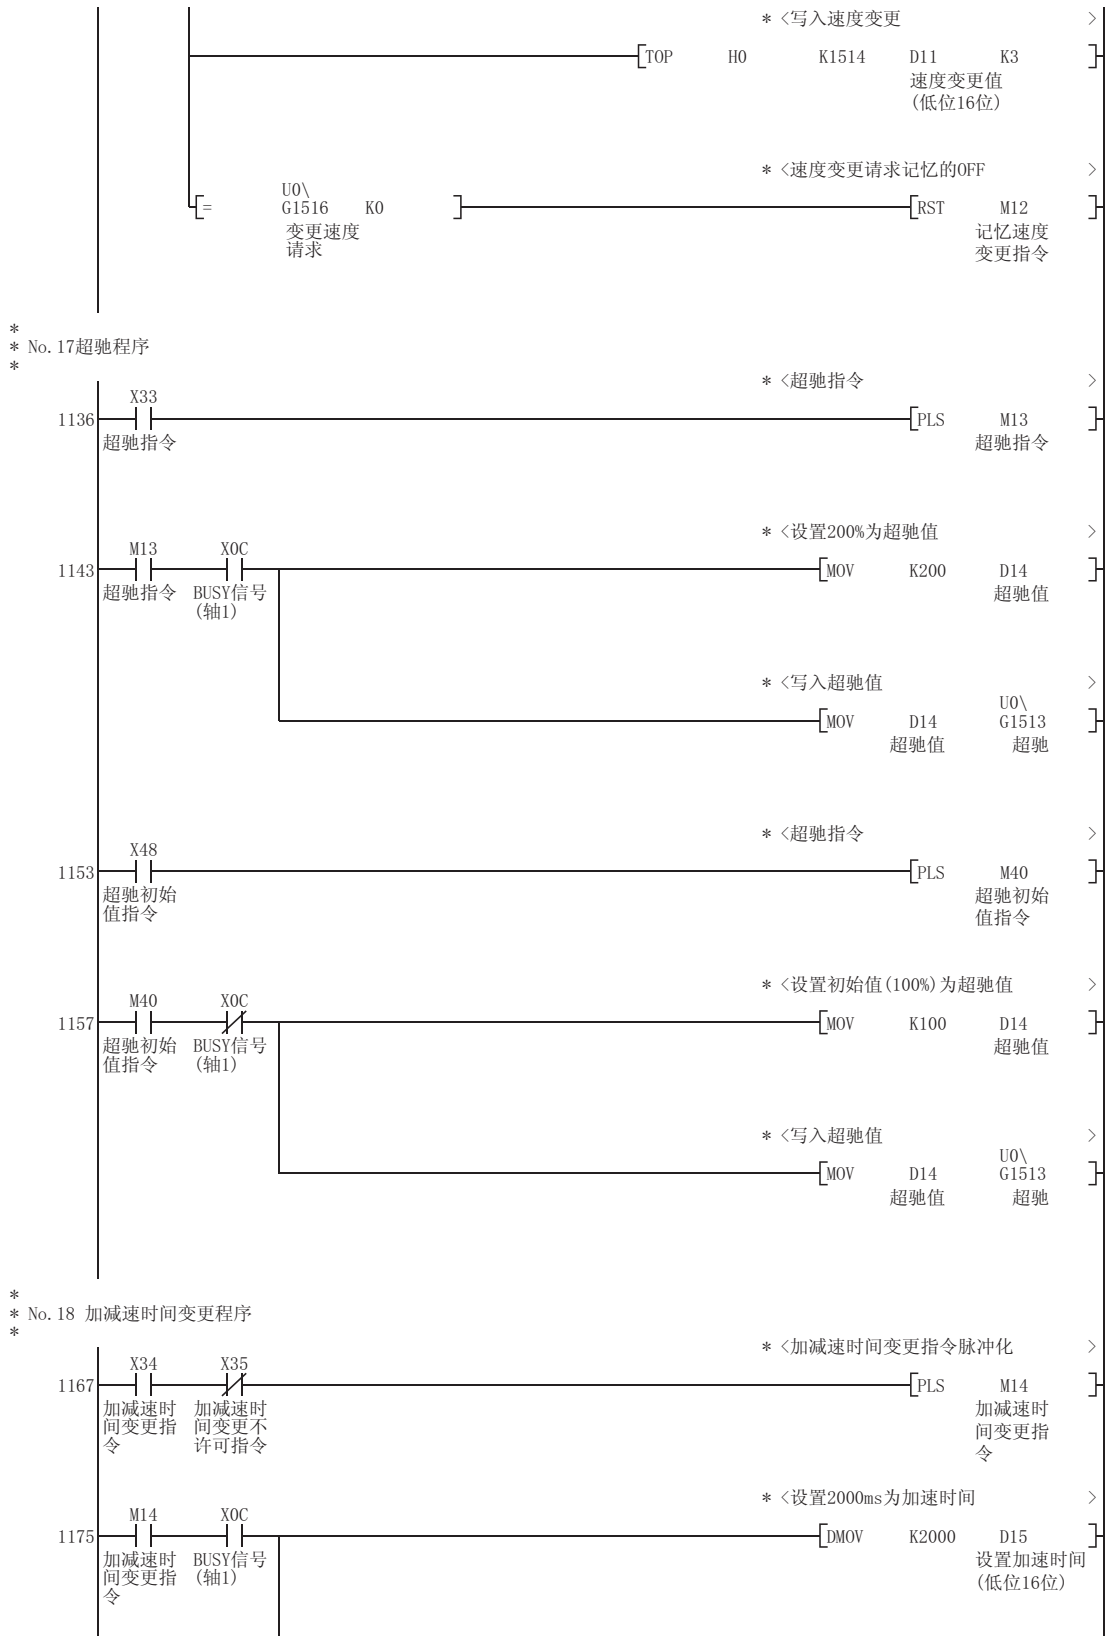 * <写入速度变更 >
TOP H0 K1514 D11 K3
速度变更值
(低位16位)
* <速度变更请求记忆的OFF >
U0\
= G1516 K0 RST M12
变更速度 记忆速度
请求 变更指令
*
* No.17超驰程序
*
* <超驰指令 >
X33
1136 PLS M13
超驰指令 超驰指令
* <设置200%为超驰值 >
M13 X0C
1143 MOV K200 D14
超驰指令 BUSY信号 超驰值
(轴1)
* <写入超驰值 >
U0\
MOV D14 G1513
超驰值 超驰
* <超驰指令 >
X48
1153 PLS M40
超驰初始 超驰初始
值指令 值指令
* <设置初始值(100%)为超驰值 >
M40 X0C
1157 MOV K100 D14
超驰初始 BUSY信号 超驰值
值指令 (轴1)
* <写入超驰值 >
U0\
MOV D14 G1513
超驰值 超驰
*
* No.18 加减速时间变更程序
*
* <加减速时间变更指令脉冲化 >
X34 X35
1167 PLS M14
加减速时 加减速时 加减速时
间变更指 间变更不 间变更指
令 许可指令 令
* <设置2000ms为加速时间 >
M14 X0C
1175 DMOV K2000 D15
加减速时 BUSY信号 设置加速时间
间变更指 (轴1) (低位16位)
令